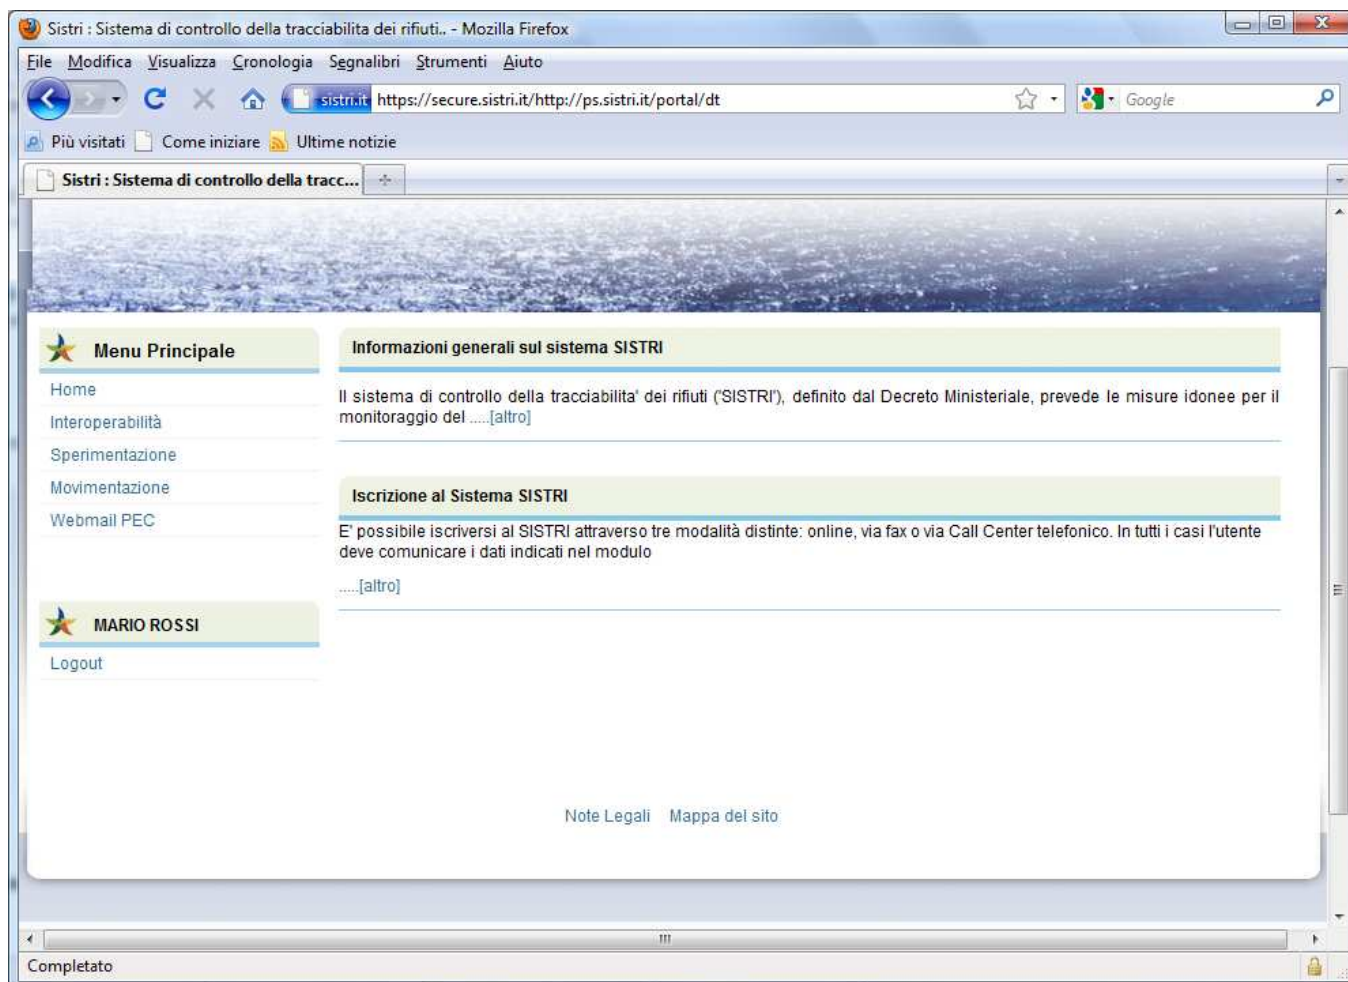 Sistri : Sistema di controllo della tracciabilita dei rifiuti.. - Mozilla Firefox
File Modifica Visualizza Cronologia Segnalibri Strumenti Aiuto
sistri.it https://secure.sistri.it/http://ps.sistri.it/portal/dt Google
Più visitati Come iniziare Ultime notizie
Sistri : Sistema di controllo della tracc...
Menu Principale
Home
Interoperabilità
Sperimentazione
Movimentazione
Webmail PEC
MARIO ROSSI
Logout
Informazioni generali sul sistema SISTRI
Il sistema di controllo della tracciabilita' dei rifiuti ('SISTRI'), definito dal Decreto Ministeriale, prevede le misure idonee per il
monitoraggio del .....[altro]
Iscrizione al Sistema SISTRI
E' possibile iscriversi al SISTRI attraverso tre modalità distinte: online, via fax o via Call Center telefonico. In tutti i casi l'utente
deve comunicare i dati indicati nel modulo
.....[altro]
Note Legali Mappa del sito
Completato